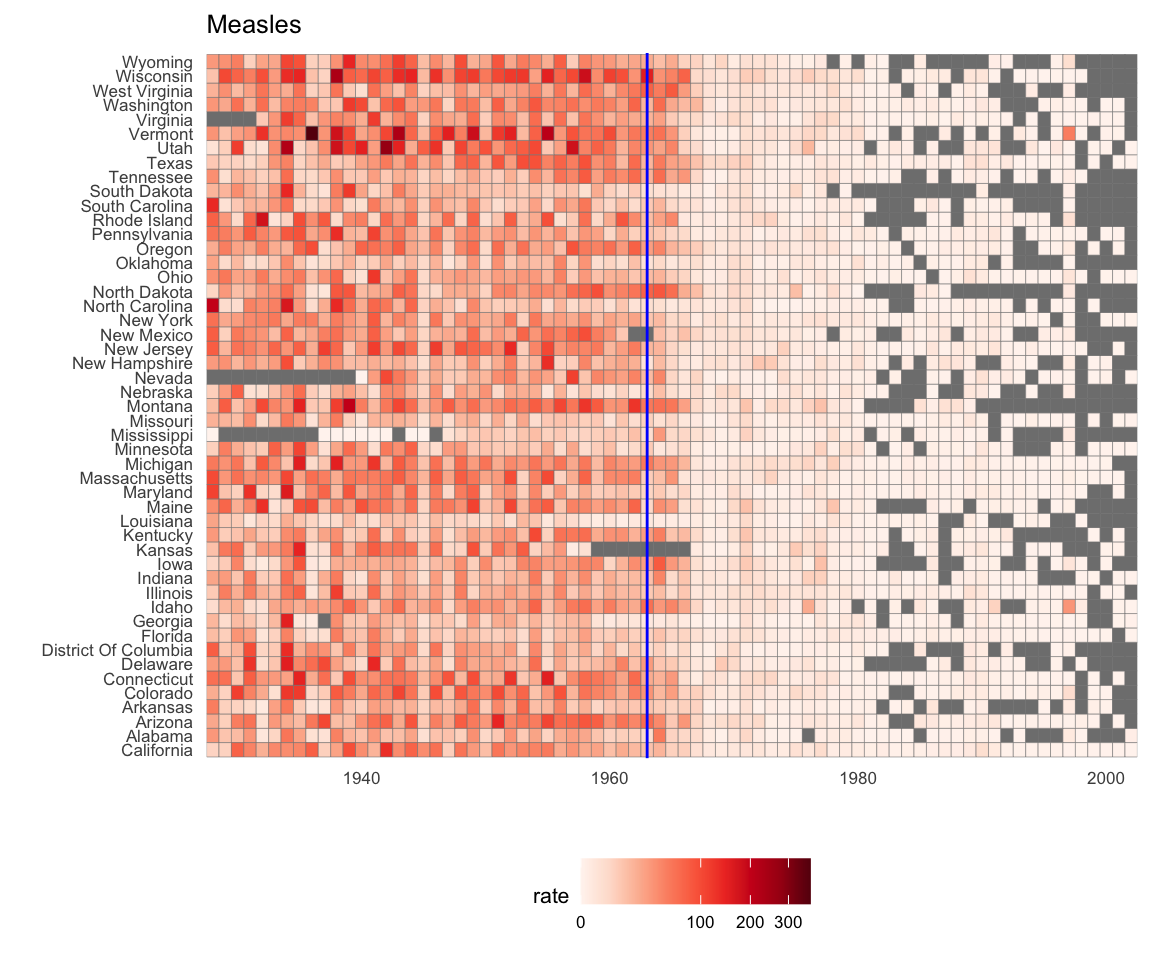 Measles
Wyoming
Wisconsin
West Virginia
Washington
Virginia
Vermont
Utah
Texas
Tennessee
South Dakota
South Carolina
Rhode Island
Pennsylvania
Oregon
Oklahoma
Ohio
North Dakota
North Carolina
New York
New Mexico
New Jersey
New Hampshire
Nevada
Nebraska
Montana
Missouri
Mississippi
Minnesota
Michigan
Massachusetts
Maryland
Maine
Louisiana
Kentucky
Kansas
Iowa
Indiana
Illinois
Idaho
Georgia
Florida
District Of Columbia
Delaware
Connecticut
Colorado
Arkansas
Arizona
Alabama
California
1940 1960 1980 2000
rate
0 100 200 300